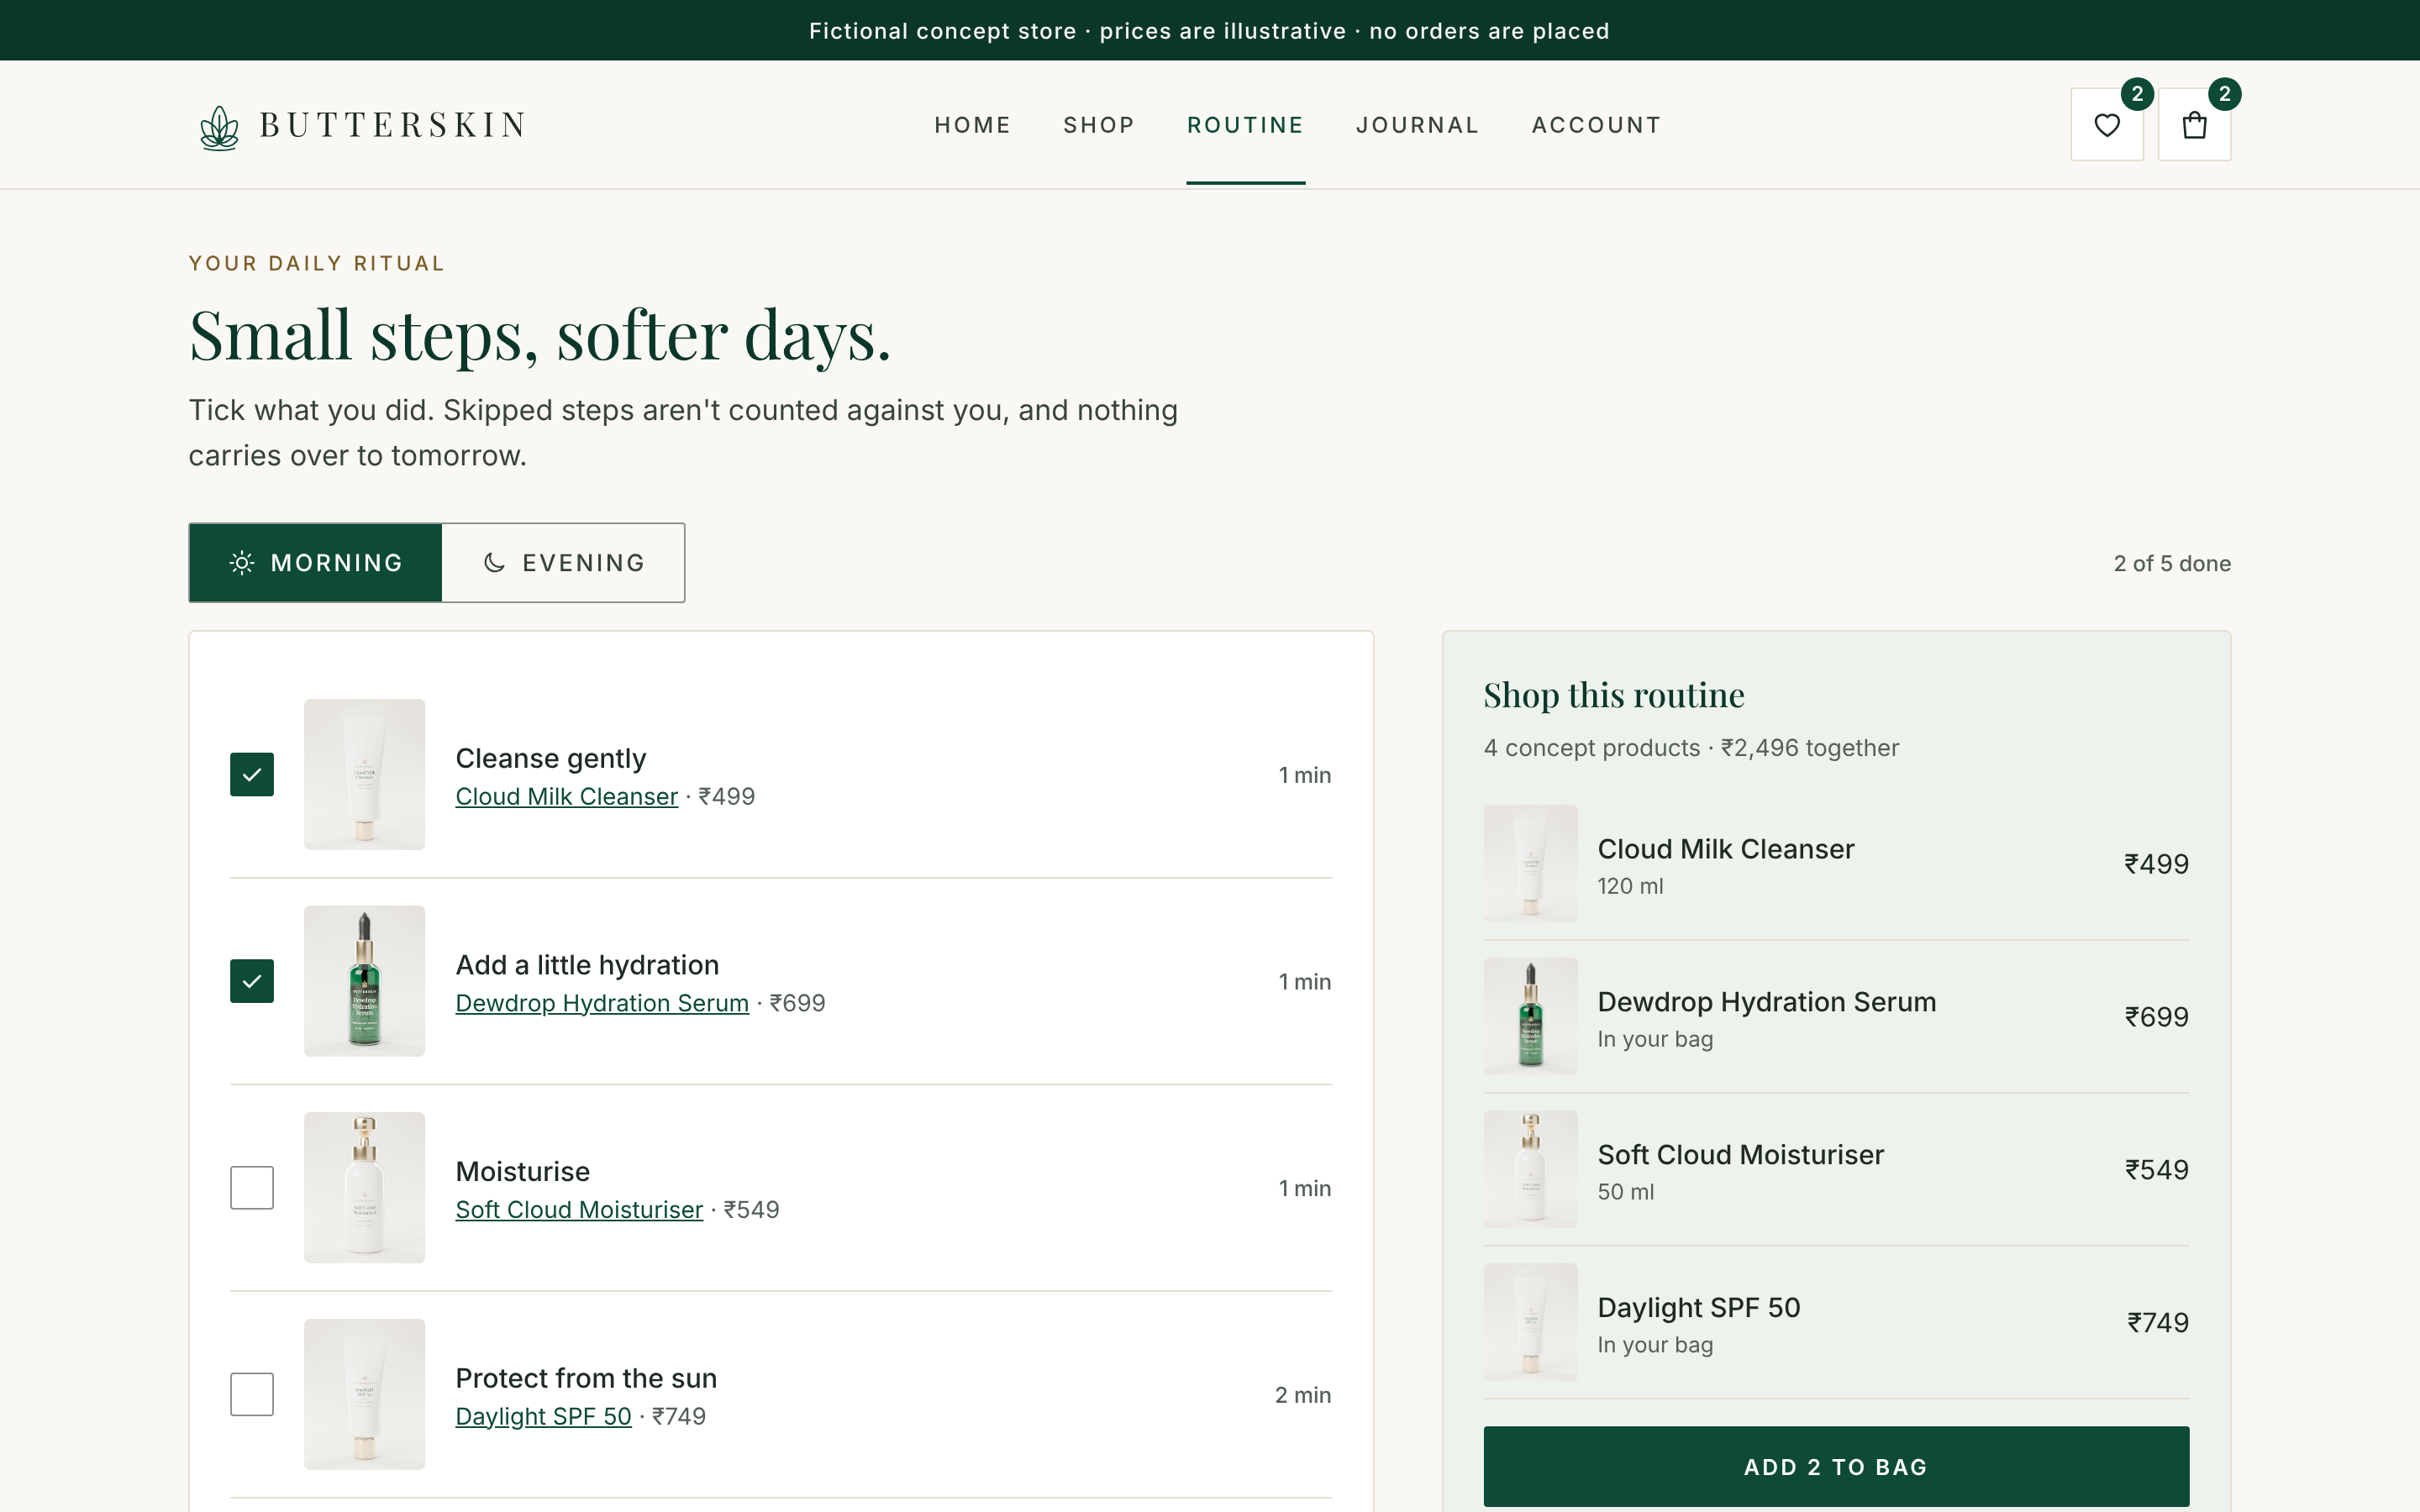 Fictional concept store · prices are illustrative · no orders are placed
BUTTERSKIN
HOME
SHOP
ROUTINE
JOURNAL
ACCOUNT
2
2
YOUR DAILY RITUAL
Small steps, softer days.
Tick what you did. Skipped steps aren't counted against you, and nothing
carries over to tomorrow.
MORNING
EVENING
2 of 5 done
Cleanse gently
Cloud Milk Cleanser · ₹499
1 min
Add a little hydration
Dewdrop Hydration Serum · ₹699
1 min
Moisturise
Soft Cloud Moisturiser · ₹549
1 min
Protect from the sun
Daylight SPF 50 · ₹749
2 min
Shop this routine
4 concept products · ₹2,496 together
Cloud Milk Cleanser
120 ml
₹499
Dewdrop Hydration Serum
In your bag
₹699
Soft Cloud Moisturiser
50 ml
₹549
Daylight SPF 50
In your bag
₹749
ADD 2 TO BAG